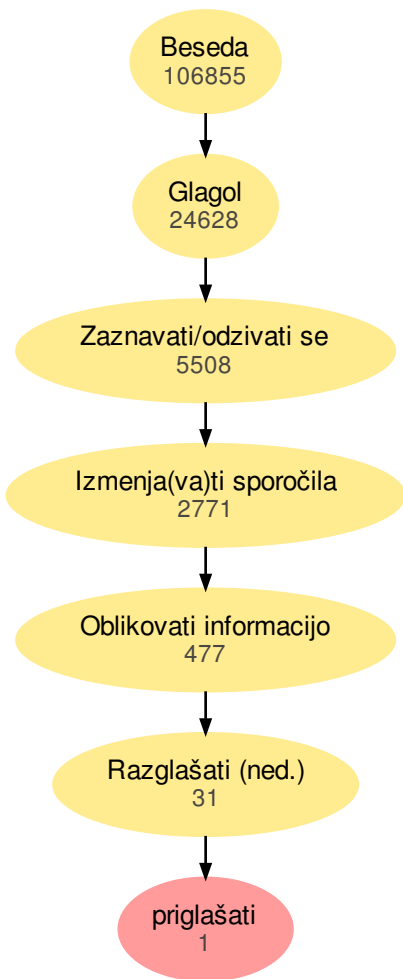 Beseda
106855
Glagol
24628
Zaznavati/odzivati se
5508
Izmenja(va)ti sporočila
2771
Oblikovati informacijo
477
Razglašati (ned.)
31
priglašati
1